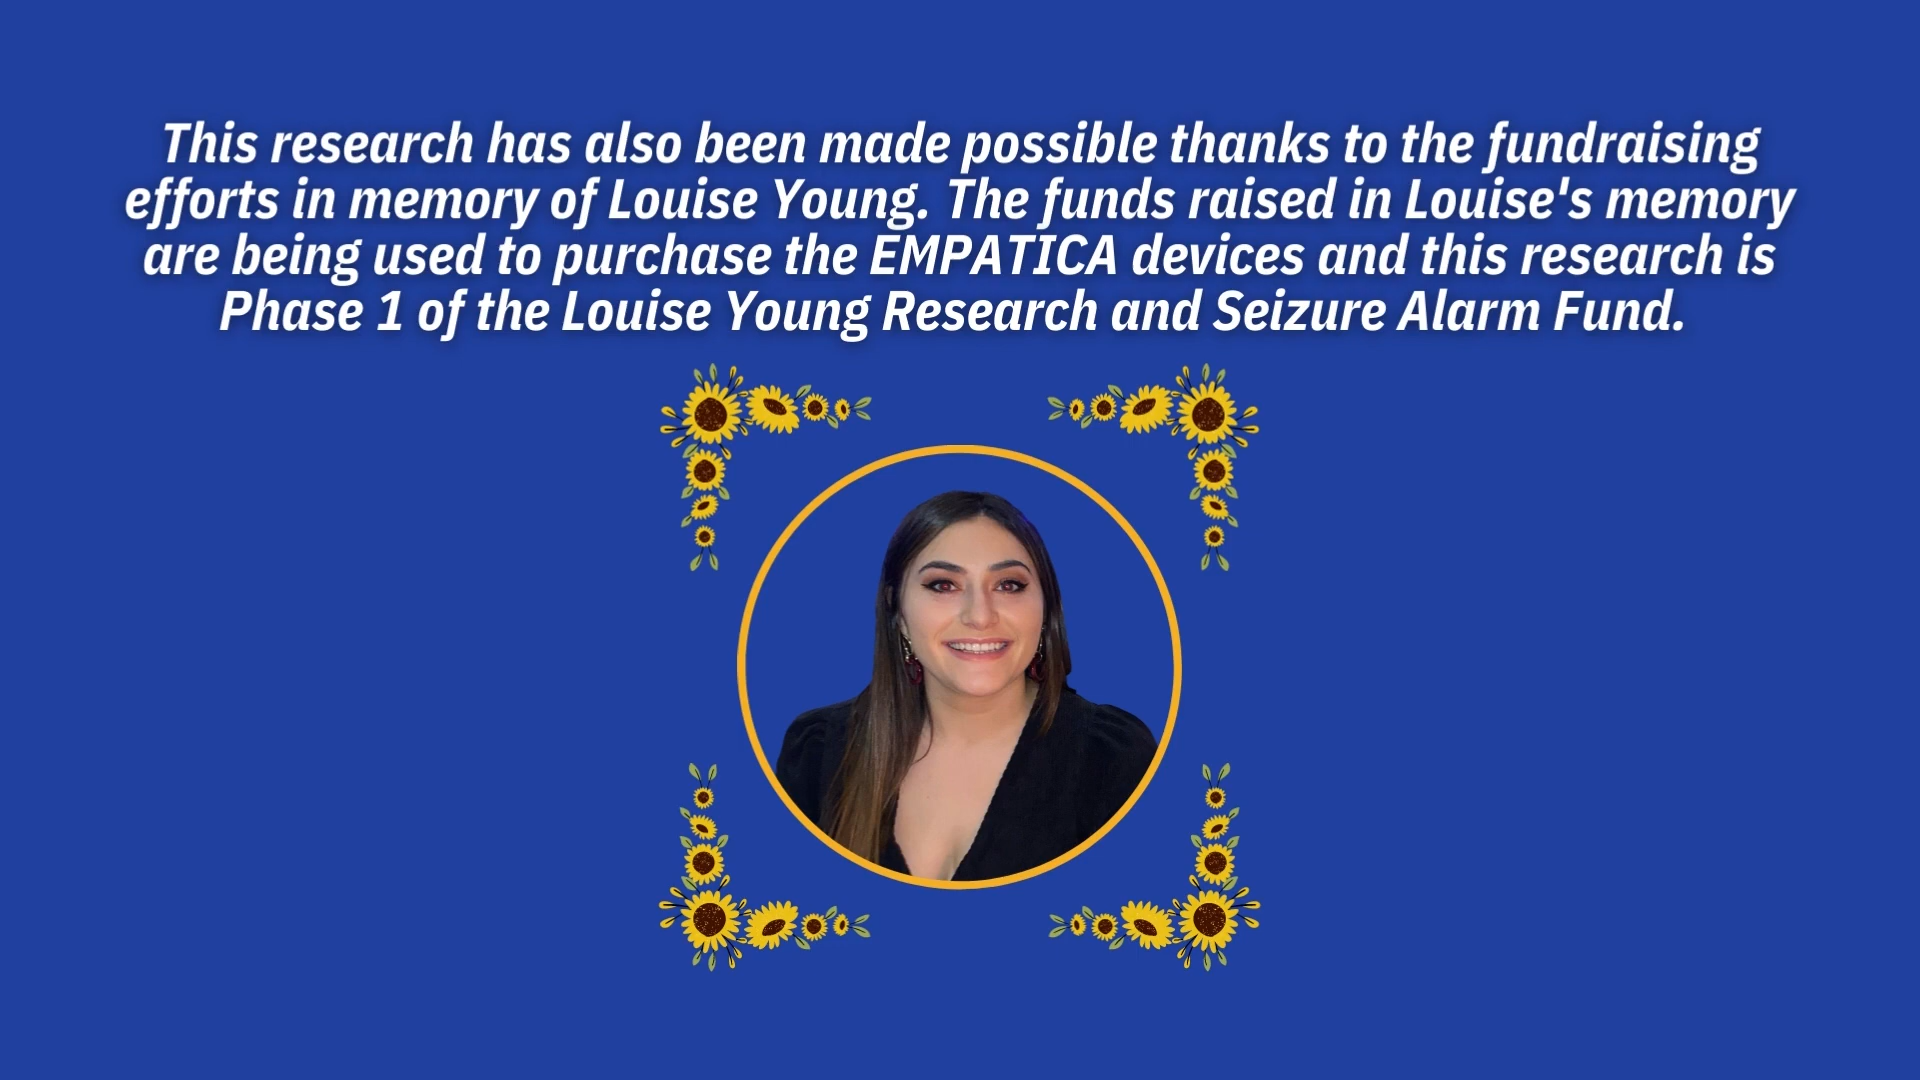 This research has also been made possible thanks to the fundraising
efforts in memory of Louise Young. The funds raised in Louise's memory
are being used to purchase the EMPATICA devices and this research is
Phase 1 of the Louise Young Research and Seizure Alarm Fund.